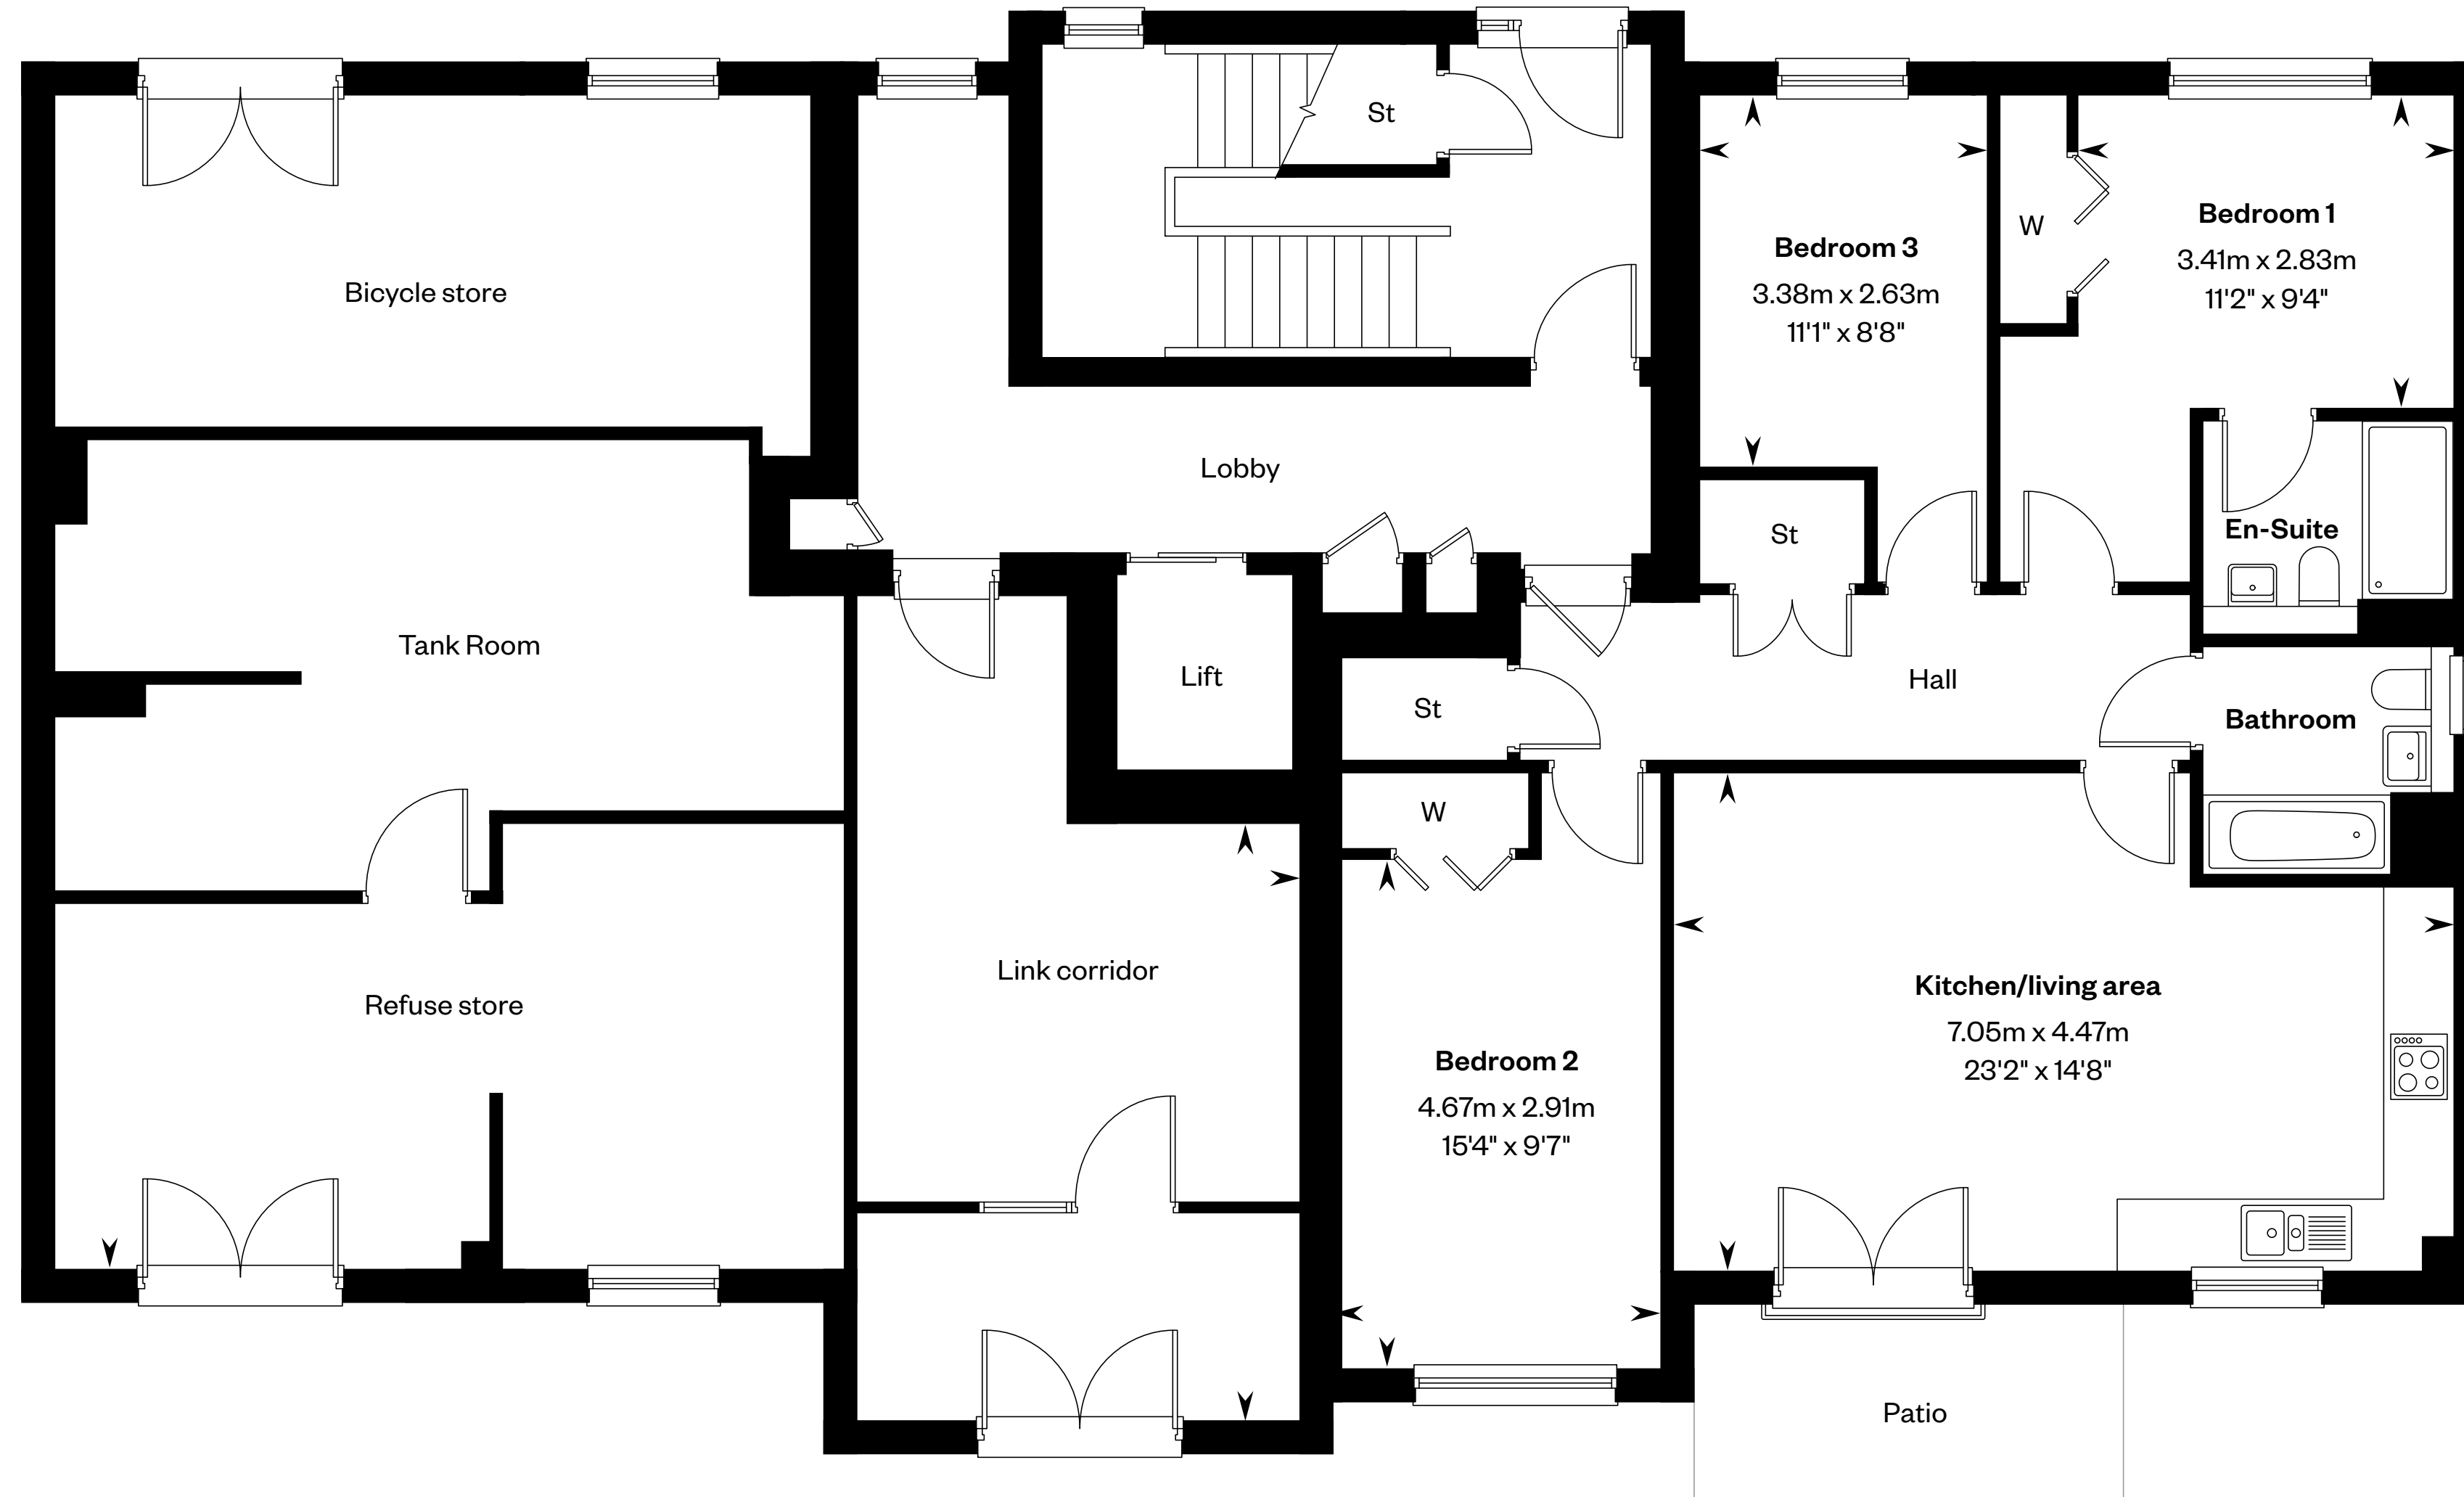 St
Bicycle store
Bedroom 3
3.38m x 2.63m
11'1" x 8'8"
W
Bedroom 1
3.41m x 2.83m
11'2" x 9'4"
Lobby
St
En-Suite
Tank Room
Lift
St
Hall
Bathroom
W
Refuse store
Link corridor
Bedroom 2
4.67m x 2.91m
15'4" x 9'7"
Kitchen/living area
7.05m x 4.47m
23'2" x 14'8"
Patio